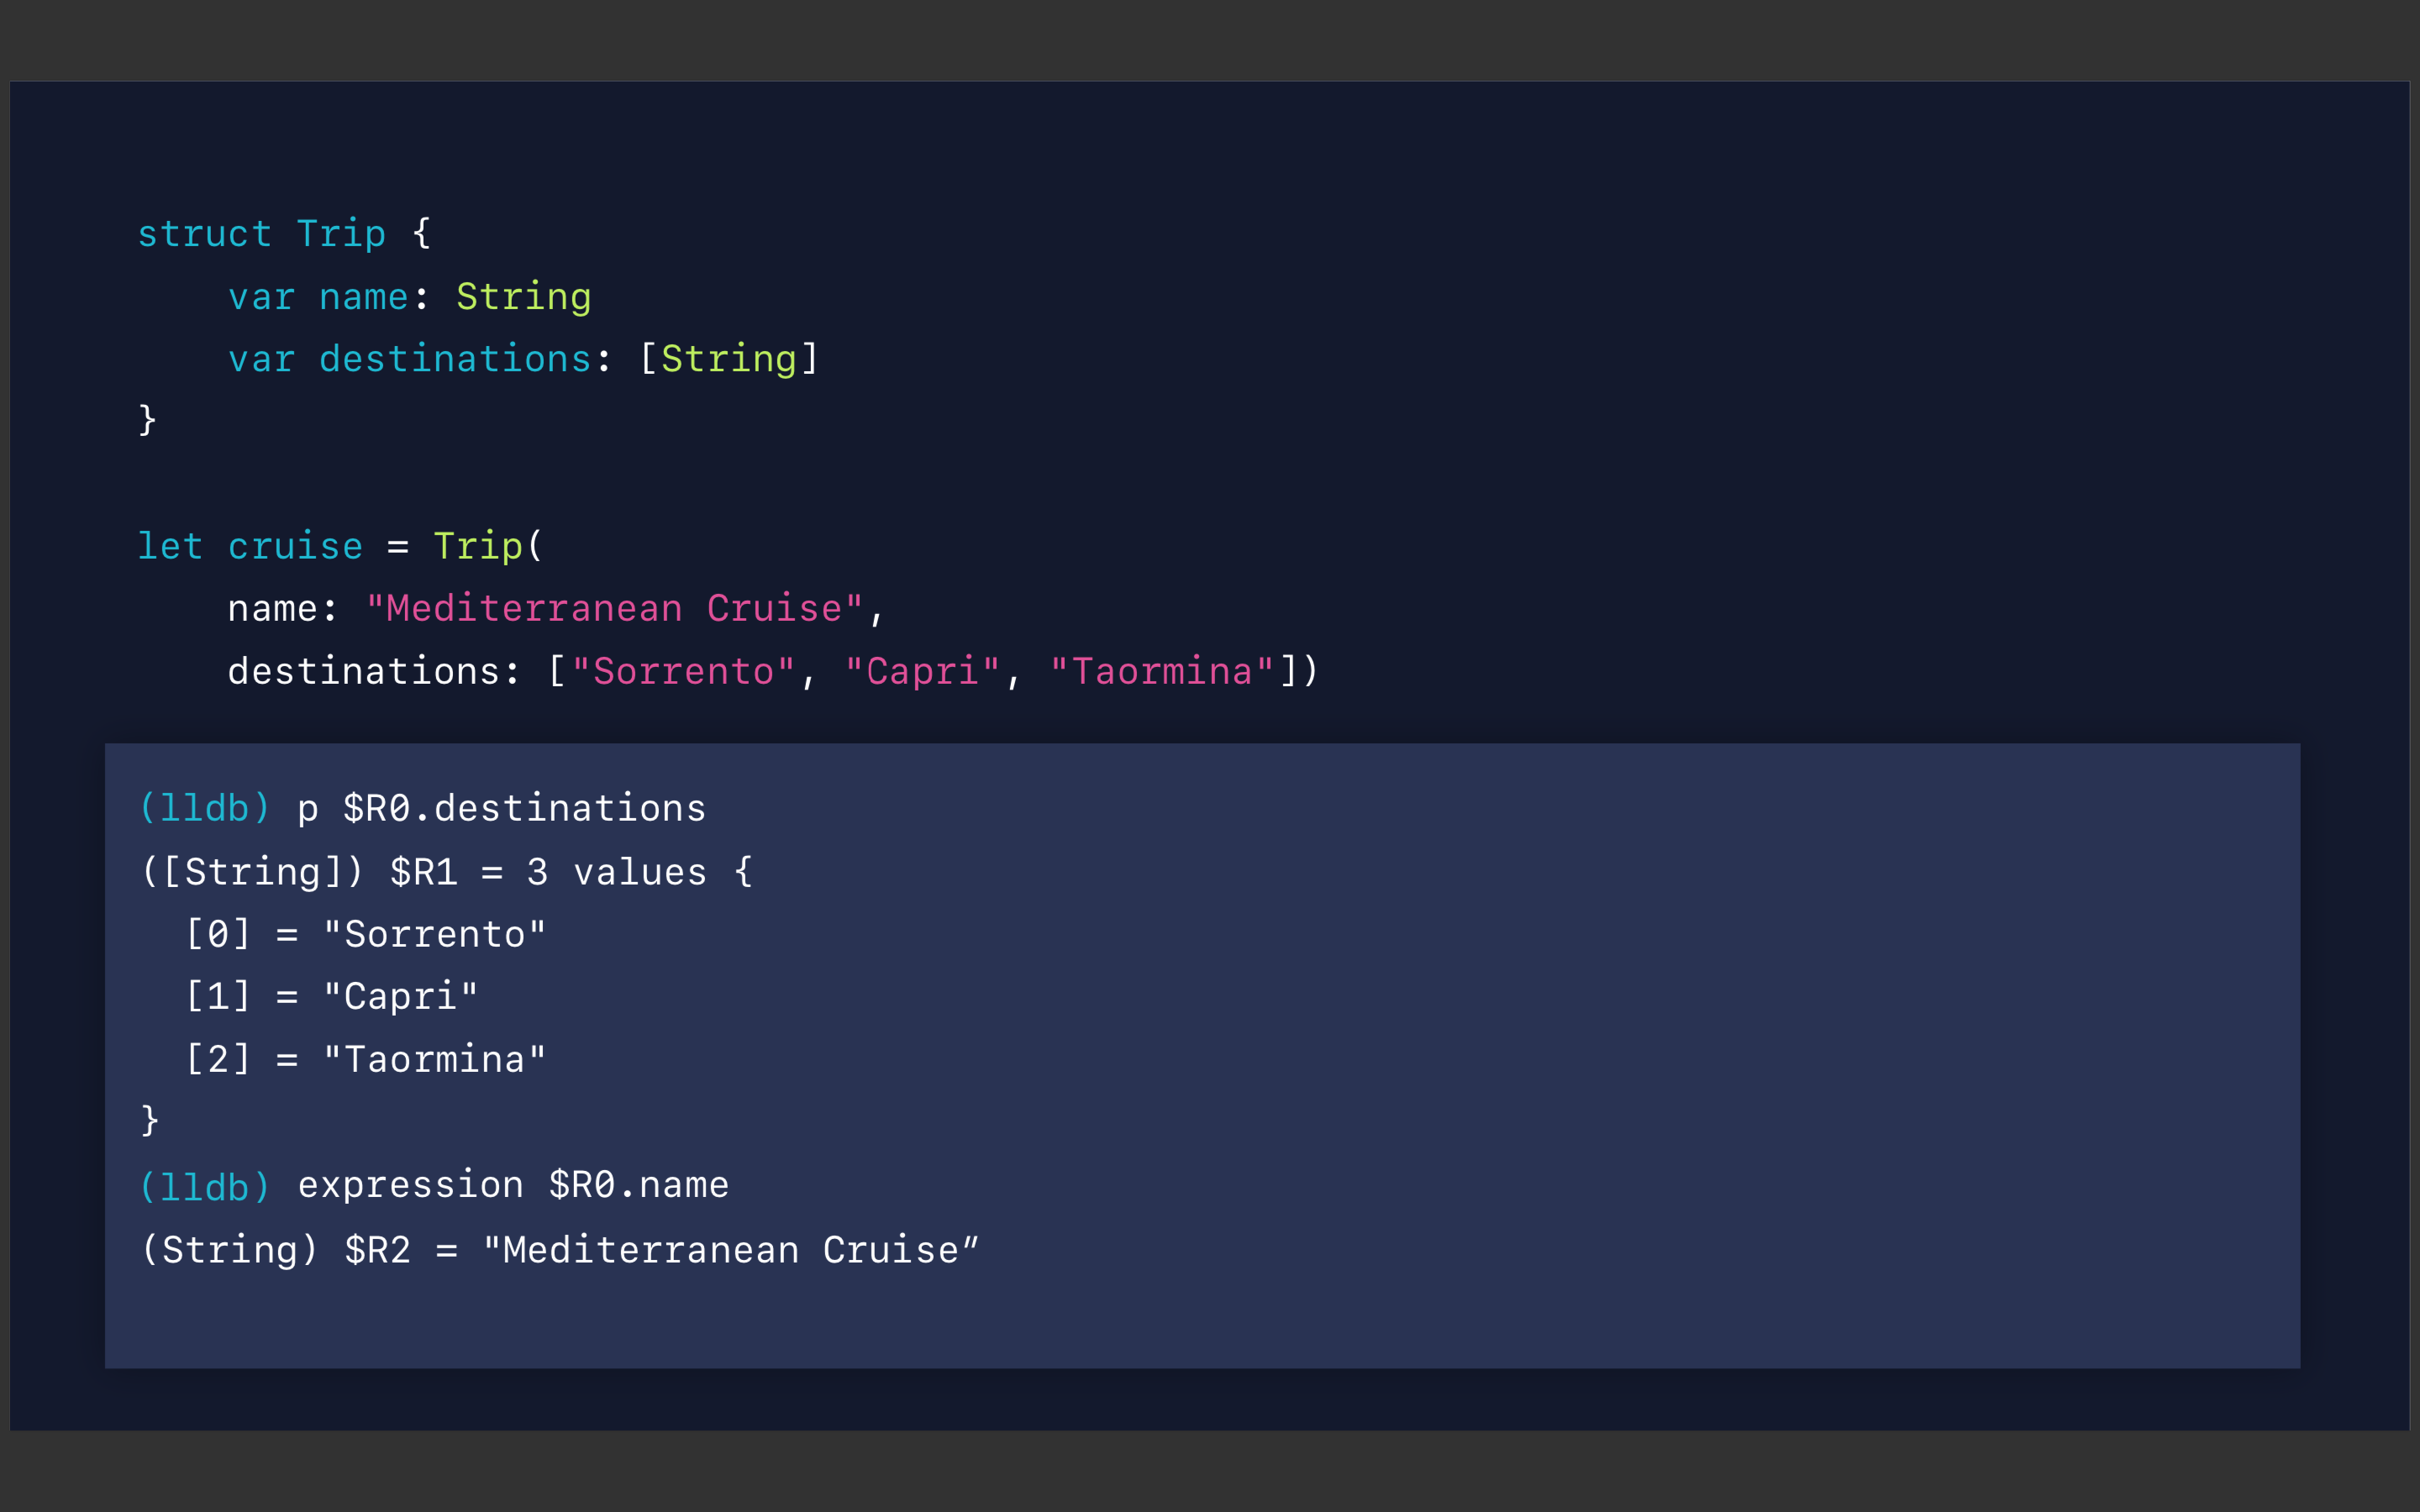 struct Trip {
    var name: String
    var destinations: [String]
}
let cruise = Trip(
    name: "Mediterranean Cruise",
    destinations: ["Sorrento", "Capri", "Taormina"])
(lldb) p $R0.destinations
([String]) $R1 = 3 values {
  [0] = "Sorrento"
  [1] = "Capri"
  [2] = "Taormina"
}
(lldb) expression $R0.name
(String) $R2 = "Mediterranean Cruise”